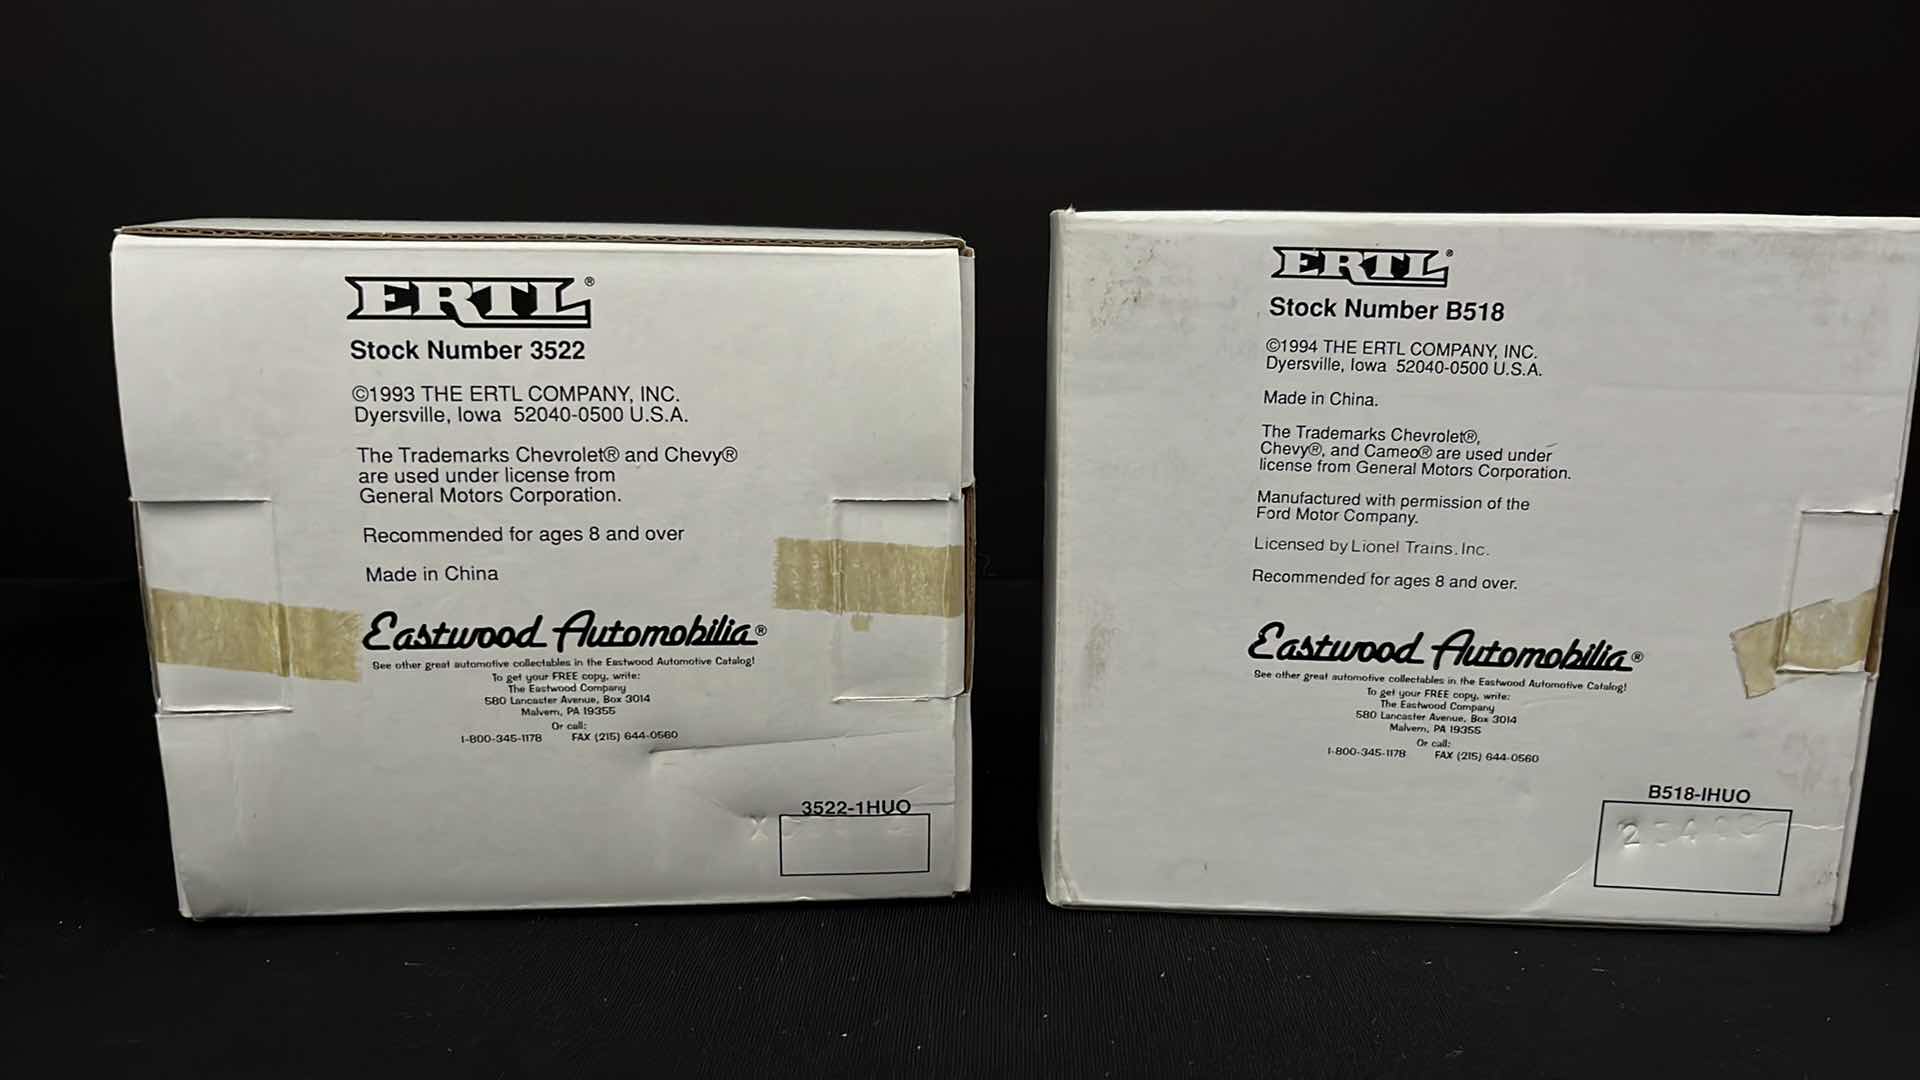 ERTL®
Stock Number 3522
©1993 THE ERTL COMPANY, INC.
Dyersville, Iowa 52040-0500 U.S.A.
The Trademarks Chevrolet® and Chevy®
are used under license from
General Motors Corporation.
Recommended for ages 8 and over
Made in China
Eastwood Automobilia®
See other great automotive collectables in the Eastwood Automotive Catalog!
To get your FREE copy, write:
The Eastwood Company
580 Lancaster Avenue, Box 3014
Malvern, PA 19355
Or call:
1-800-345-1178 FAX (215) 644-0560
3522-1HUO
ERTL®
Stock Number B518
©1994 THE ERTL COMPANY, INC.
Dyersville, Iowa 52040-0500 U.S.A.
Made in China.
The Trademarks Chevrolet®,
Chevy®, and Cameo® are used under
license from General Motors Corporation.
Manufactured with permission of the
Ford Motor Company.
Licensed by Lionel Trains, Inc.
Recommended for ages 8 and over.
Eastwood Automobilia®
See other great automotive collectables in the Eastwood Automotive Catalog!
To get your FREE copy, write:
The Eastwood Company
580 Lancaster Avenue, Box 3014
Malvern, PA 19355
Or call:
1-800-345-1178 FAX (215) 644-0560
B518-IHUO